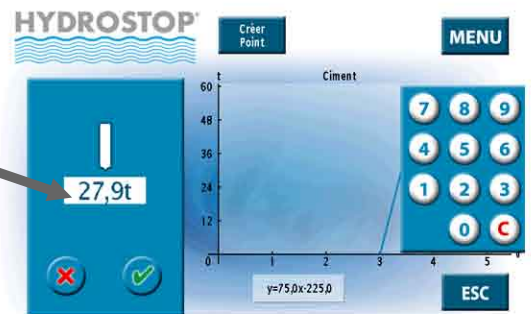 HYDROSTOP
Crèer
Point
MENU
t
Ciment
60
48
36
24
12
0
1
2
3
4
5
V
27,9t
y=75,0x-225,0
7 8 9
4 5 6
1 2 3
0 C
ESC